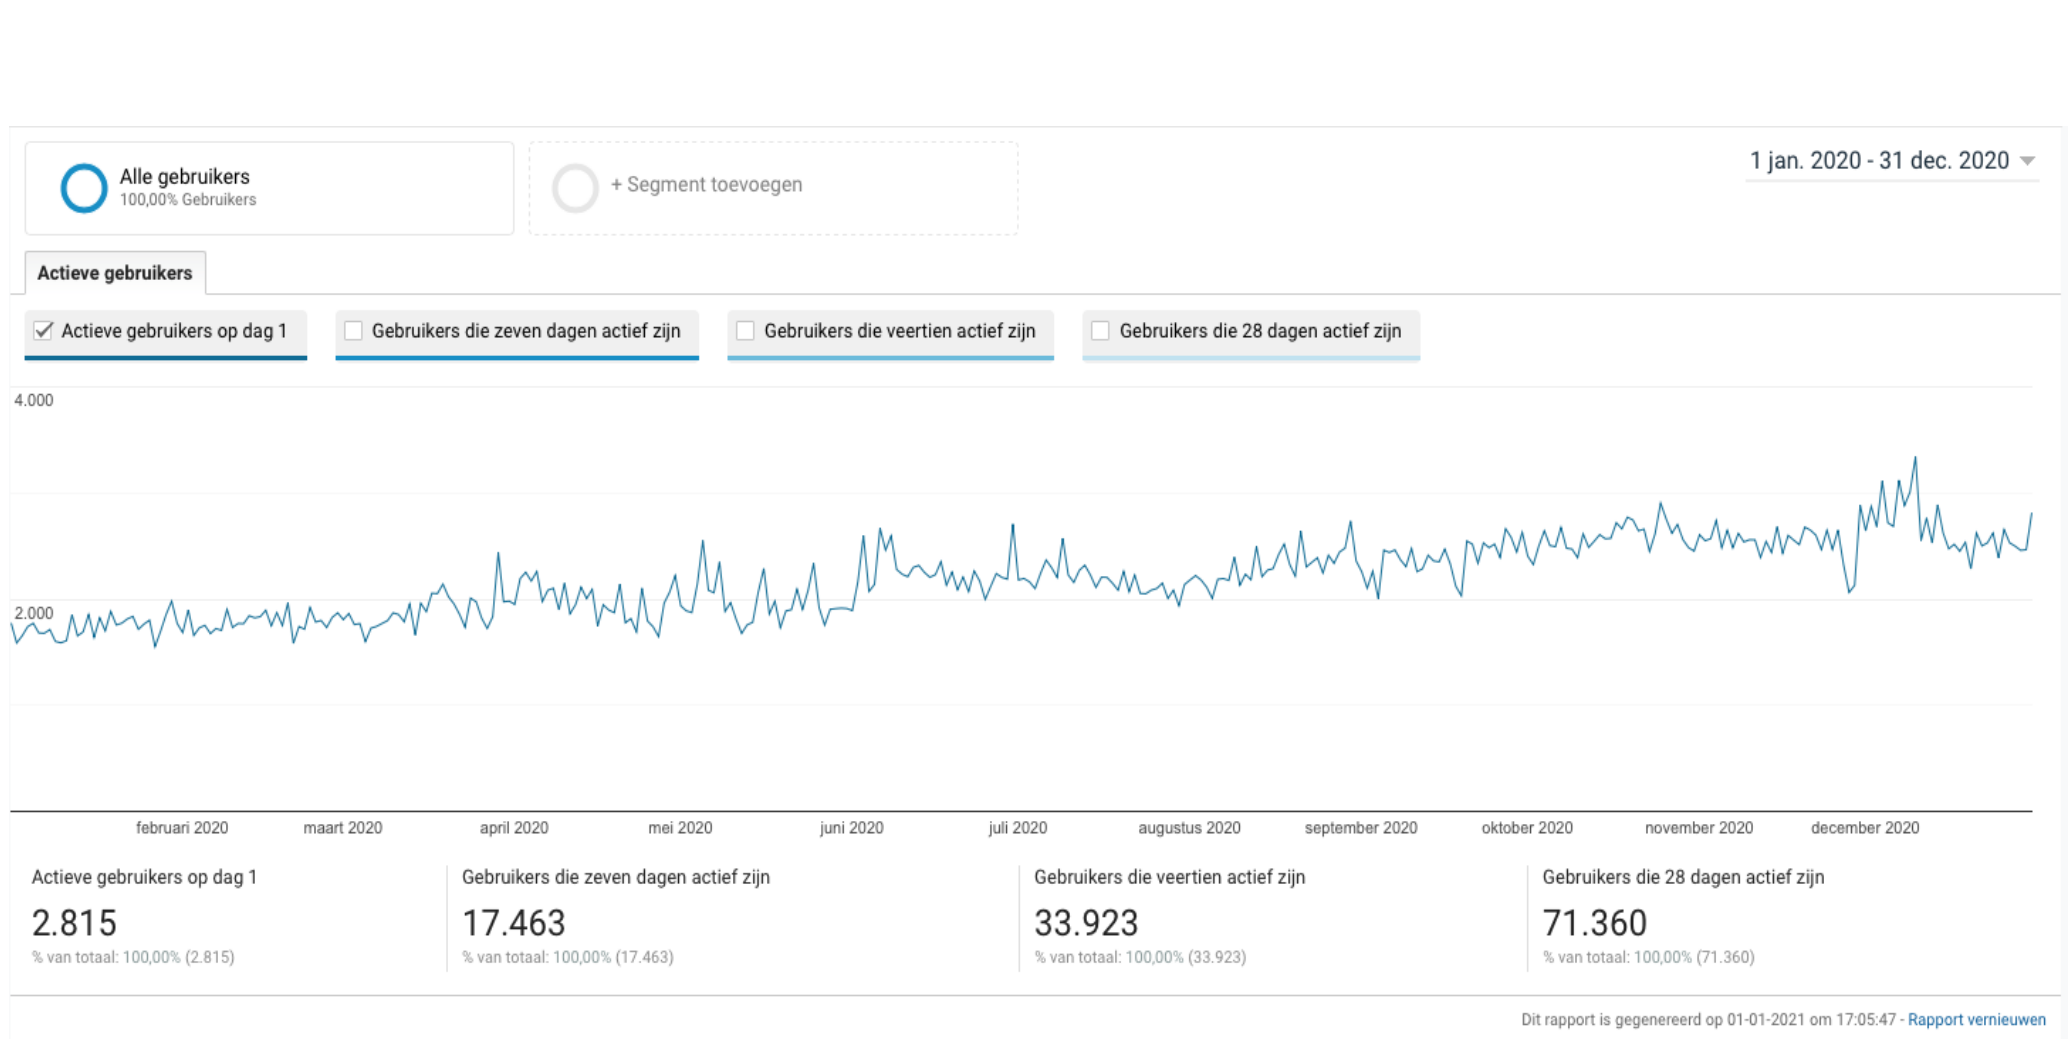 Alle gebruikers
100,00% Gebruikers
+ Segment toevoegen
1 jan. 2020 - 31 dec. 2020
Actieve gebruikers
Actieve gebruikers op dag 1
Gebruikers die zeven dagen actief zijn
Gebruikers die veertien actief zijn
Gebruikers die 28 dagen actief zijn
4.000
2.000
februari 2020
maart 2020
april 2020
mei 2020
juni 2020
juli 2020
augustus 2020
september 2020
oktober 2020
november 2020
december 2020
Actieve gebruikers op dag 1
2.815
% van totaal: 100,00% (2.815)
Gebruikers die zeven dagen actief zijn
17.463
% van totaal: 100,00% (17.463)
Gebruikers die veertien actief zijn
33.923
% van totaal: 100,00% (33.923)
Gebruikers die 28 dagen actief zijn
71.360
% van totaal: 100,00% (71.360)
Dit rapport is gegenereerd op 01-01-2021 om 17:05:47 - Rapport vernieuwen